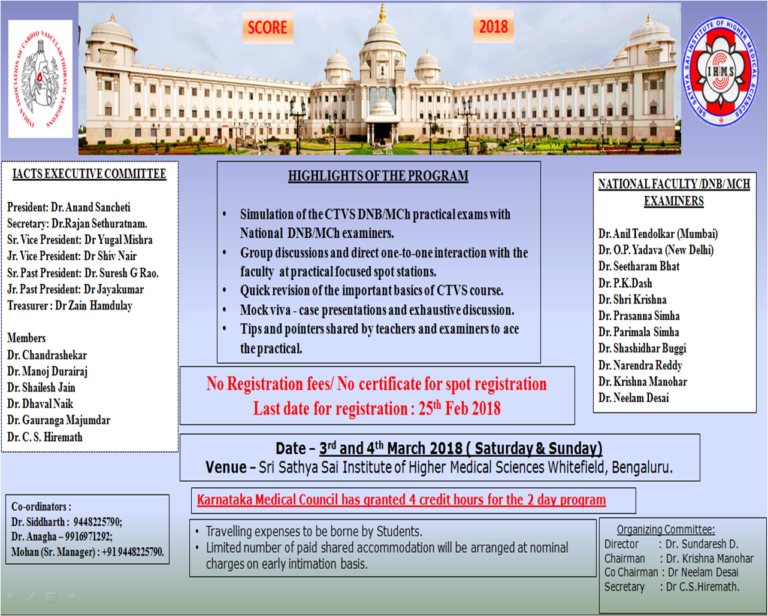 SCORE
2018
INDIAN ASSOCIATION OF CARDIO VASCULAR-THORACIC SURGEONS
SRI SATHYA SAI INSTITUTE OF HIGHER MEDICAL SCIENCES
I H M S
IACTS EXECUTIVE COMMITTEE
President: Dr. Anand Sancheti
Secretary: Dr.Rajan Sethuratnam.
Sr. Vice President: Dr Yugal Mishra
Jr. Vice President: Dr Shiv Nair
Sr. Past President: Dr. Suresh G Rao.
Jr. Past President: Dr Jayakumar
Treasurer : Dr Zain Hamdulay
Members
Dr. Chandrashekar
Dr. Manoj Durairaj
Dr. Shailesh Jain
Dr. Dhaval Naik
Dr. Gauranga Majumdar
Dr. C. S. Hiremath
HIGHLIGHTS OF THE PROGRAM
• Simulation of the CTVS DNB/MCh practical exams with
National DNB/MCh examiners.
• Group discussions and direct one-to-one interaction with the
faculty at practical focused spot stations.
• Quick revision of the important basics of CTVS course.
• Mock viva - case presentations and exhaustive discussion.
• Tips and pointers shared by teachers and examiners to ace
the practical.
NATIONAL FACULTY /DNB/ MCH
EXAMINERS
Dr. Anil Tendolkar (Mumbai)
Dr. O.P. Yadava (New Delhi)
Dr. Seetharam Bhat
Dr. P.K.Dash
Dr. Shri Krishna
Dr. Prasanna Simha
Dr. Parimala Simha
Dr. Shashidhar Buggi
Dr. Narendra Reddy
Dr. Krishna Manohar
Dr. Neelam Desai
No Registration fees/ No certificate for spot registration
Last date for registration : 25th Feb 2018
Date – 3rd and 4th March 2018 ( Saturday & Sunday)
Venue – Sri Sathya Sai Institute of Higher Medical Sciences Whitefield, Bengaluru.
Karnataka Medical Council has granted 4 credit hours for the 2 day program
Co-ordinators :
Dr. Siddharth : 9448225790;
Dr. Anagha – 9916971292;
Mohan (Sr. Manager) : +91 9448225790.
• Travelling expenses to be borne by Students.
• Limited number of paid shared accommodation will be arranged at nominal
charges on early intimation basis.
Organizing Committee:
Director : Dr. Sundaresh D.
Chairman : Dr. Krishna Manohar
Co Chairman : Dr Neelam Desai
Secretary : Dr C.S.Hiremath.